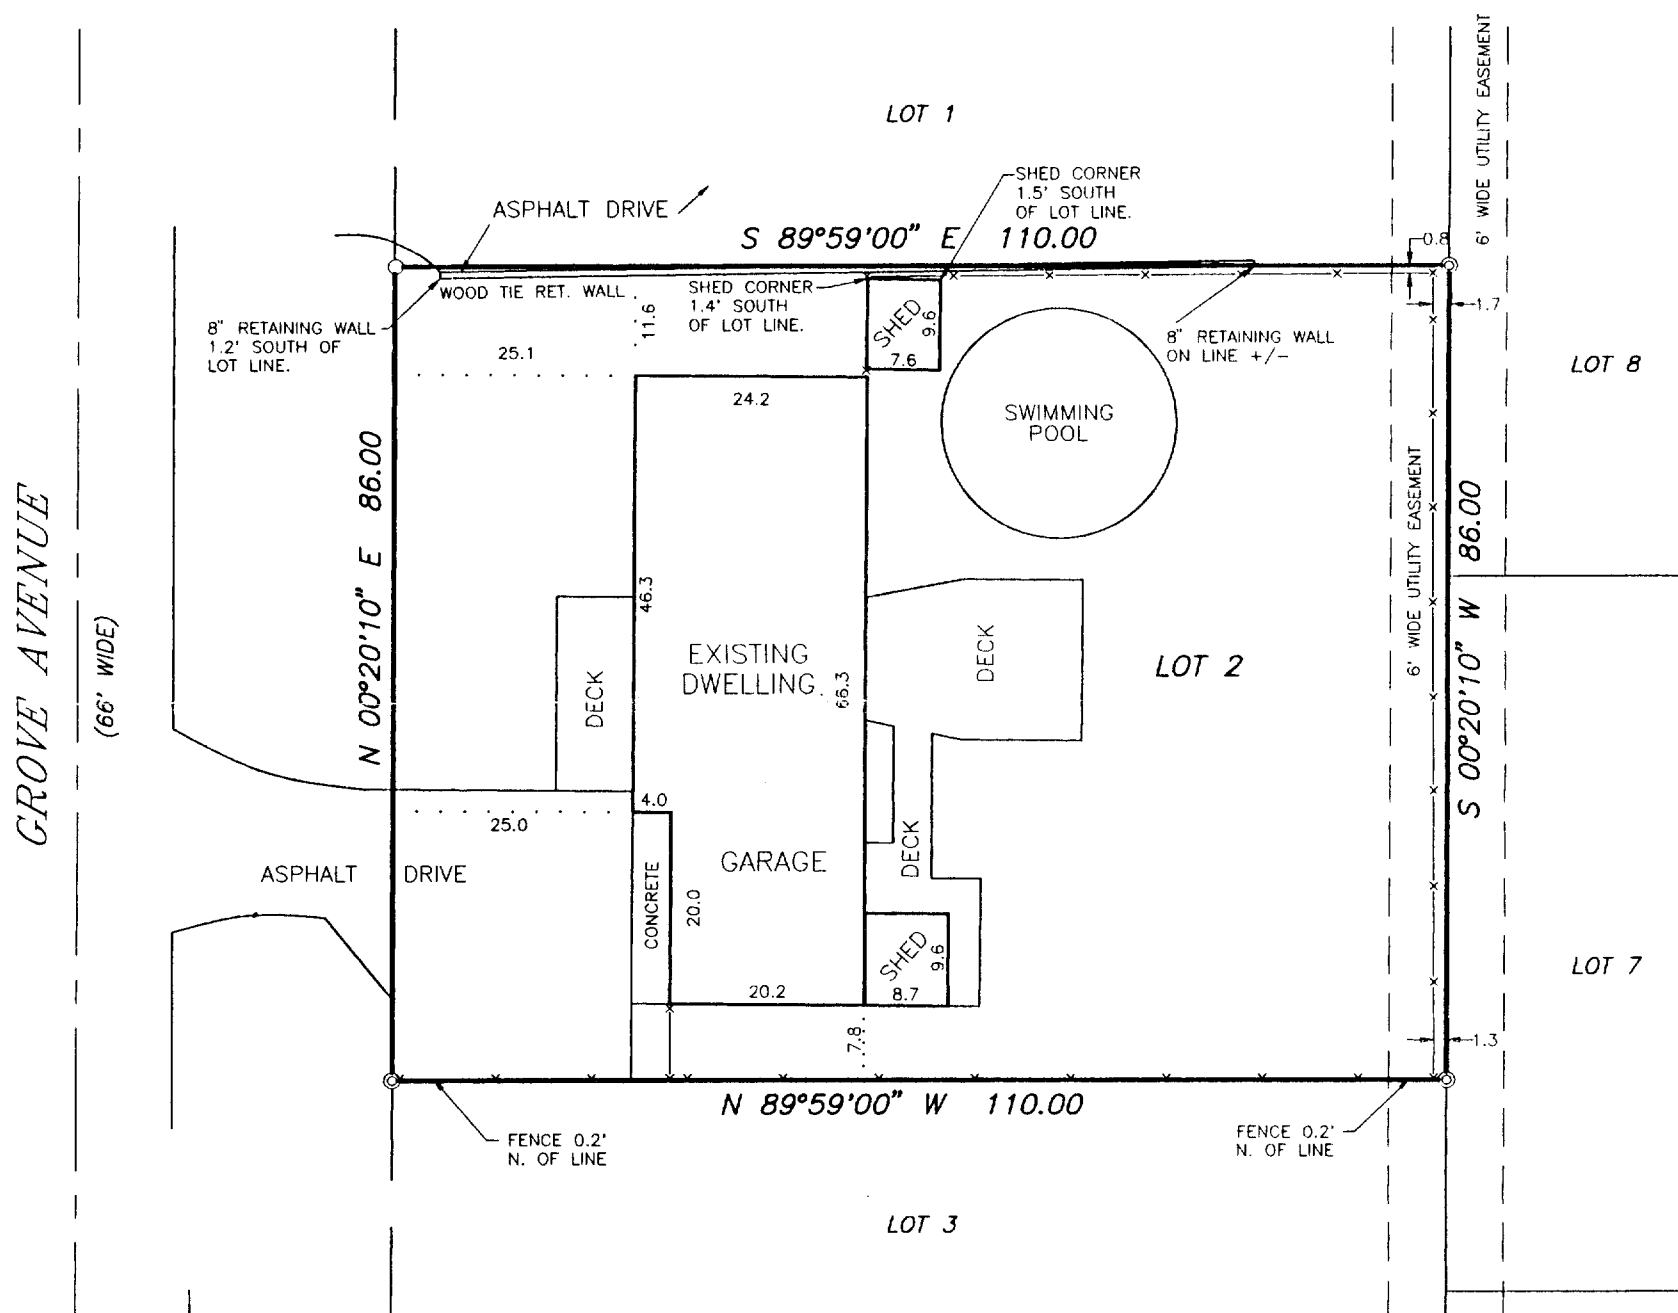 6' WIDE UTILITY EASEMENT
LOT 1
SHED CORNER
1.5' SOUTH
OF LOT LINE.
ASPHALT DRIVE
S 89°59'00" E 110.00
0.8
SHED CORNER
1.4' SOUTH
OF LOT LINE.
WOOD TIE RET. WALL
11.6
8" RETAINING WALL
1.2' SOUTH OF
LOT LINE.
25.1
SHED
9.6
7.6
1.7
8" RETAINING WALL
ON LINE +/-
LOT 8
24.2
SWIMMING
POOL
N 00°20'10" E 86.00
GROVE AVENUE
(66' WIDE)
46.3
EXISTING
DWELLING
66.3
DECK
DECK
LOT 2
6' WIDE UTILITY EASEMENT
S 00°20'10" W 86.00
4.0
25.0
ASPHALT DRIVE
GARAGE
DECK
CONCRETE
20.0
SHED
9.6
8.7
20.2
7.8
LOT 7
1.3
N 89°59'00" W 110.00
FENCE 0.2'
N. OF LINE
FENCE 0.2'
N. OF LINE
LOT 3